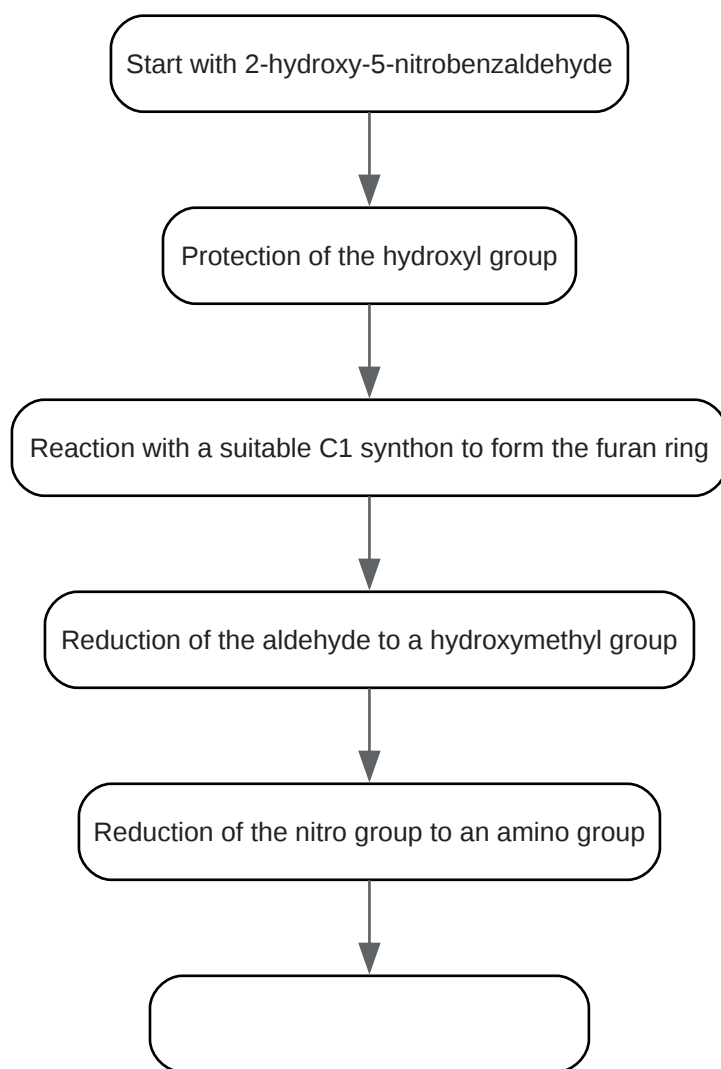 Start with 2-hydroxy-5-nitrobenzaldehyde
Protection of the hydroxyl group
Reaction with a suitable C1 synthon to form the furan ring
Reduction of the aldehyde to a hydroxymethyl group
Reduction of the nitro group to an amino group